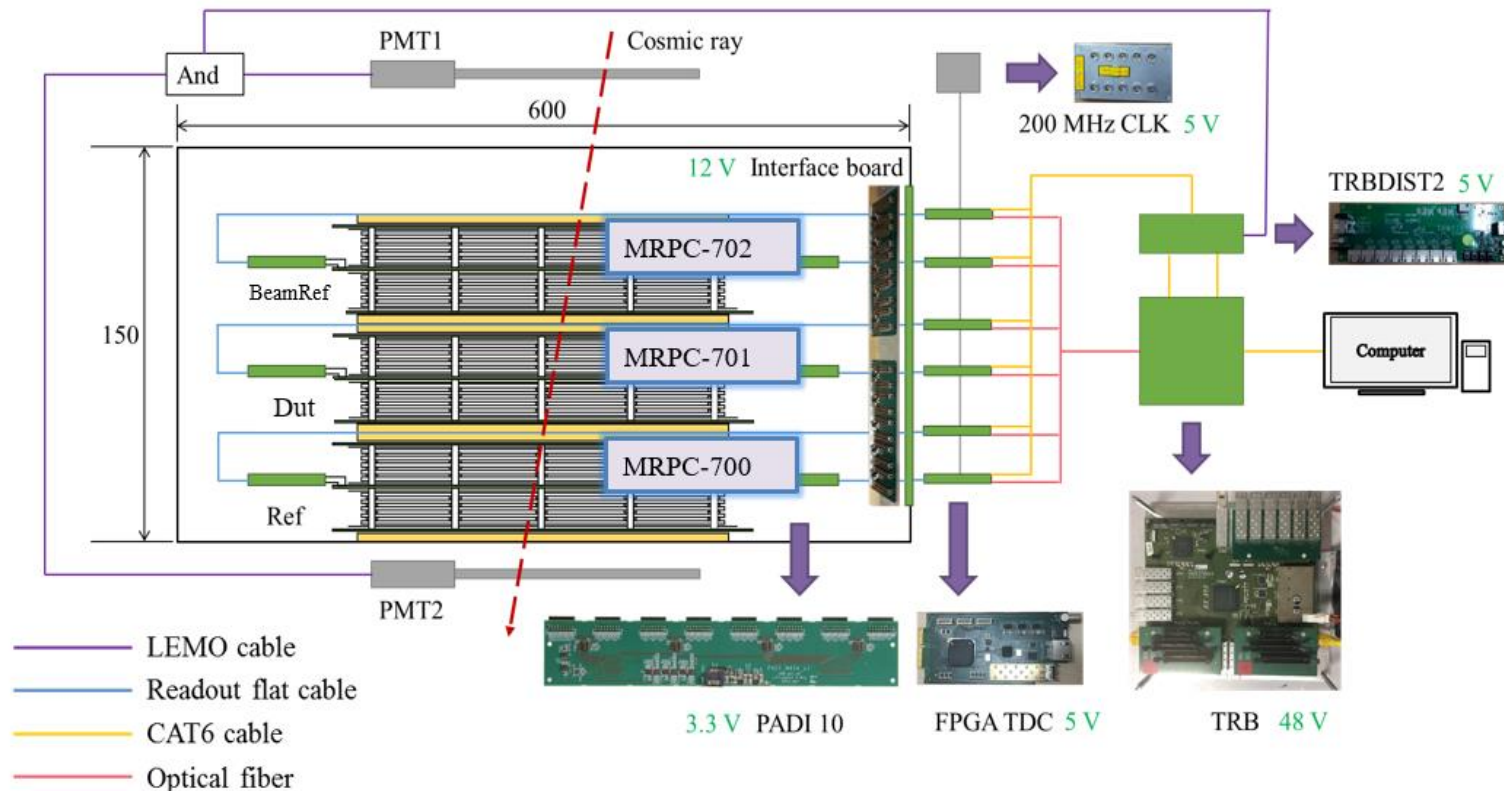 PMT1
Cosmic ray
And
600
200 MHz CLK 5 V
12 V Interface board
TRBDIST2 5 V
MRPC-702
BeamRef
150
MRPC-701
Computer
Dut
MRPC-700
Ref
PMT2
LEMO cable
Readout flat cable
CAT6 cable
Optical fiber
3.3 V PADI 10
FPGA TDC 5 V
TRB 48 V